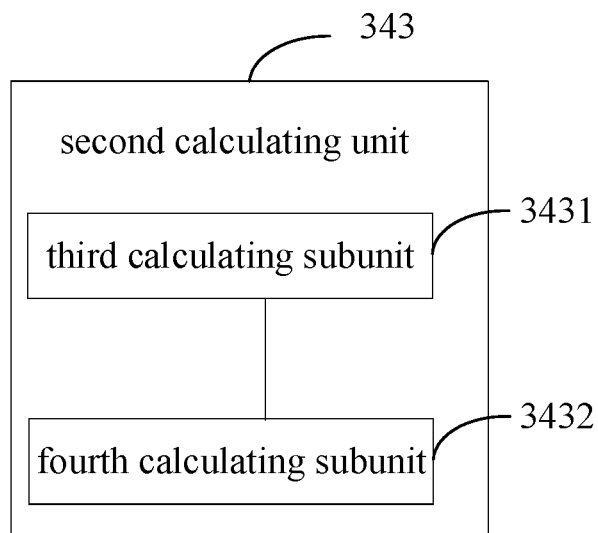 343
second calculating unit
3431
third calculating subunit
3432
fourth calculating subunit